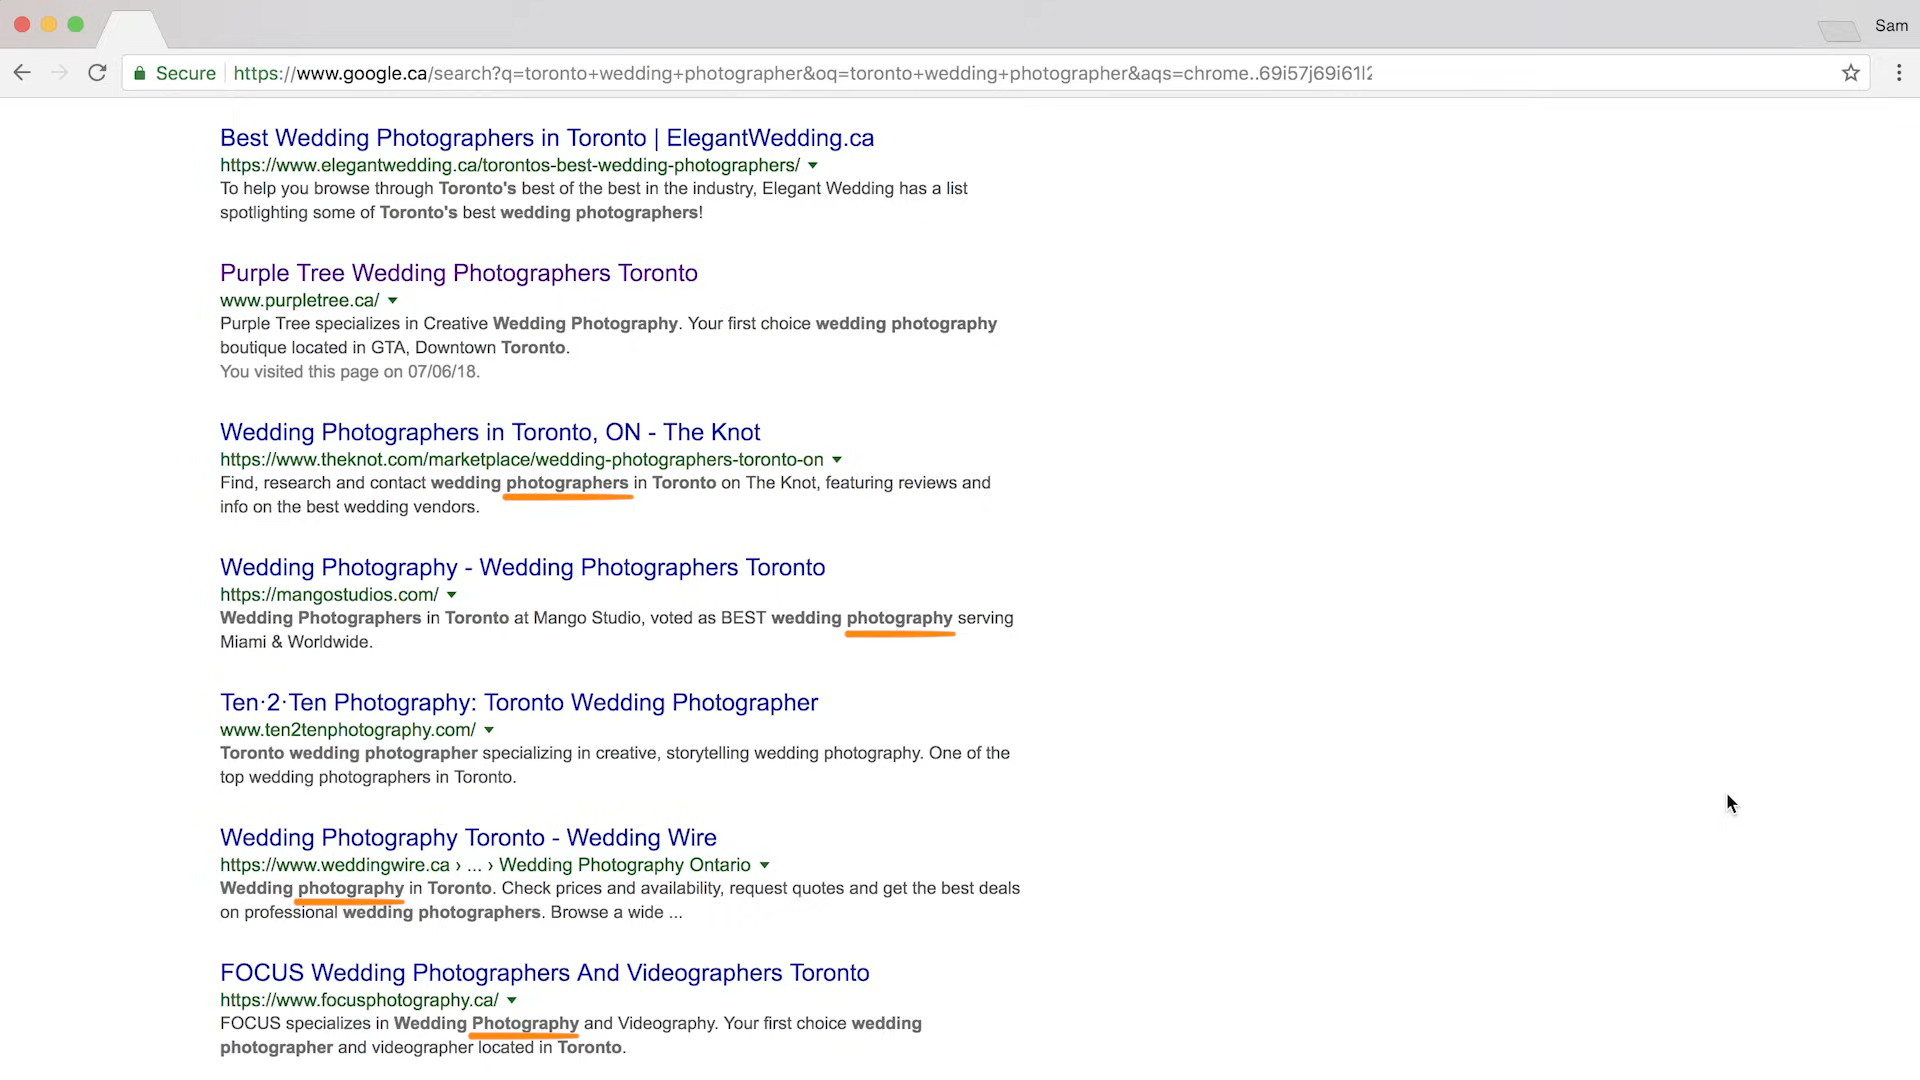 Sam
Secure https://www.google.ca/search?q=toronto+wedding+photographer&oq=toronto+wedding+photographer&aqs=chrome..69i57j69i61l2
Best Wedding Photographers in Toronto | ElegantWedding.ca
https://www.elegantwedding.ca/torontos-best-wedding-photographers/
To help you browse through Toronto's best of the best in the industry, Elegant Wedding has a list
spotlighting some of Toronto's best wedding photographers!
Purple Tree Wedding Photographers Toronto
www.purpletree.ca/
Purple Tree specializes in Creative Wedding Photography. Your first choice wedding photography
boutique located in GTA, Downtown Toronto.
You visited this page on 07/06/18.
Wedding Photographers in Toronto, ON - The Knot
https://www.theknot.com/marketplace/wedding-photographers-toronto-on
Find, research and contact wedding photographers in Toronto on The Knot, featuring reviews and
info on the best wedding vendors.
Wedding Photography - Wedding Photographers Toronto
https://mangostudios.com/
Wedding Photographers in Toronto at Mango Studio, voted as BEST wedding photography serving
Miami & Worldwide.
Ten·2·Ten Photography: Toronto Wedding Photographer
www.ten2tenphotography.com/
Toronto wedding photographer specializing in creative, storytelling wedding photography. One of the
top wedding photographers in Toronto.
Wedding Photography Toronto - Wedding Wire
https://www.weddingwire.ca › ... › Wedding Photography Ontario
Wedding photography in Toronto. Check prices and availability, request quotes and get the best deals
on professional wedding photographers. Browse a wide ...
FOCUS Wedding Photographers And Videographers Toronto
https://www.focusphotography.ca/
FOCUS specializes in Wedding Photography and Videography. Your first choice wedding
photographer and videographer located in Toronto.